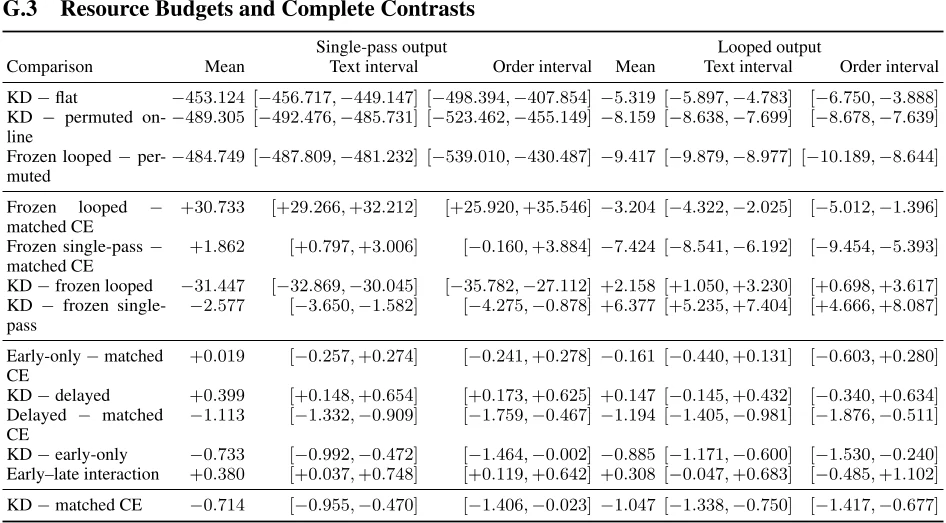 G.3 Resource Budgets and Complete Contrasts
Single-pass output Looped output
Comparison Mean Text interval Order interval Mean Text interval Order interval
KD − flat −453.124 [−456.717, −449.147] [−498.394, −407.854] −5.319 [−5.897, −4.783] [−6.750, −3.888]
KD − permuted on- −489.305 [−492.476, −485.731] [−523.462, −455.149] −8.159 [−8.638, −7.699] [−8.678, −7.639]
line
Frozen looped − per- −484.749 [−487.809, −481.232] [−539.010, −430.487] −9.417 [−9.879, −8.977] [−10.189, −8.644]
muted
Frozen looped − +30.733 [+29.266, +32.212] [+25.920, +35.546] −3.204 [−4.322, −2.025] [−5.012, −1.396]
matched CE
Frozen single-pass − +1.862 [+0.797, +3.006] [−0.160, +3.884] −7.424 [−8.541, −6.192] [−9.454, −5.393]
matched CE
KD − frozen looped −31.447 [−32.869, −30.045] [−35.782, −27.112] +2.158 [+1.050, +3.230] [+0.698, +3.617]
KD − frozen single- −2.577 [−3.650, −1.582] [−4.275, −0.878] +6.377 [+5.235, +7.404] [+4.666, +8.087]
pass
Early-only − matched +0.019 [−0.257, +0.274] [−0.241, +0.278] −0.161 [−0.440, +0.131] [−0.603, +0.280]
CE
KD − delayed +0.399 [+0.148, +0.654] [+0.173, +0.625] +0.147 [−0.145, +0.432] [−0.340, +0.634]
Delayed − matched −1.113 [−1.332, −0.909] [−1.759, −0.467] −1.194 [−1.405, −0.981] [−1.876, −0.511]
CE
KD − early-only −0.733 [−0.992, −0.472] [−1.464, −0.002] −0.885 [−1.171, −0.600] [−1.530, −0.240]
Early–late interaction +0.380 [+0.037, +0.748] [+0.119, +0.642] +0.308 [−0.047, +0.683] [−0.485, +1.102]
KD − matched CE −0.714 [−0.955, −0.470] [−1.406, −0.023] −1.047 [−1.338, −0.750] [−1.417, −0.677]